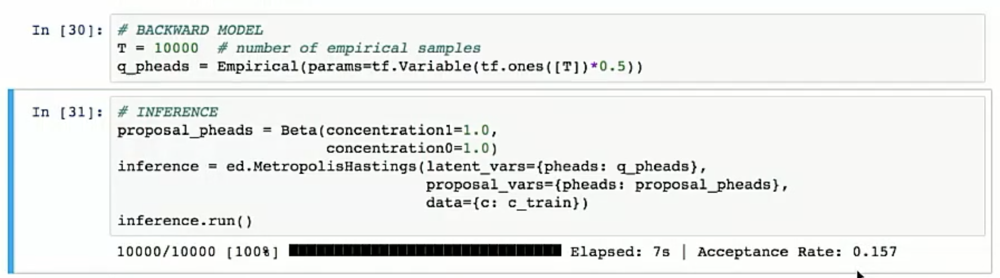 In [30]: # BACKWARD MODEL
T = 10000  # number of empirical samples
q_pheads = Empirical(params=tf.Variable(tf.ones([T])*0.5))
In [31]: # INFERENCE
proposal_pheads = Beta(concentration1=1.0,
                       concentration0=1.0)
inference = ed.MetropolisHastings(latent_vars={pheads: q_pheads},
                                  proposal_vars={pheads: proposal_pheads},
                                  data={c: c_train})
inference.run()
10000/10000 [100%] Elapsed: 7s | Acceptance Rate: 0.157